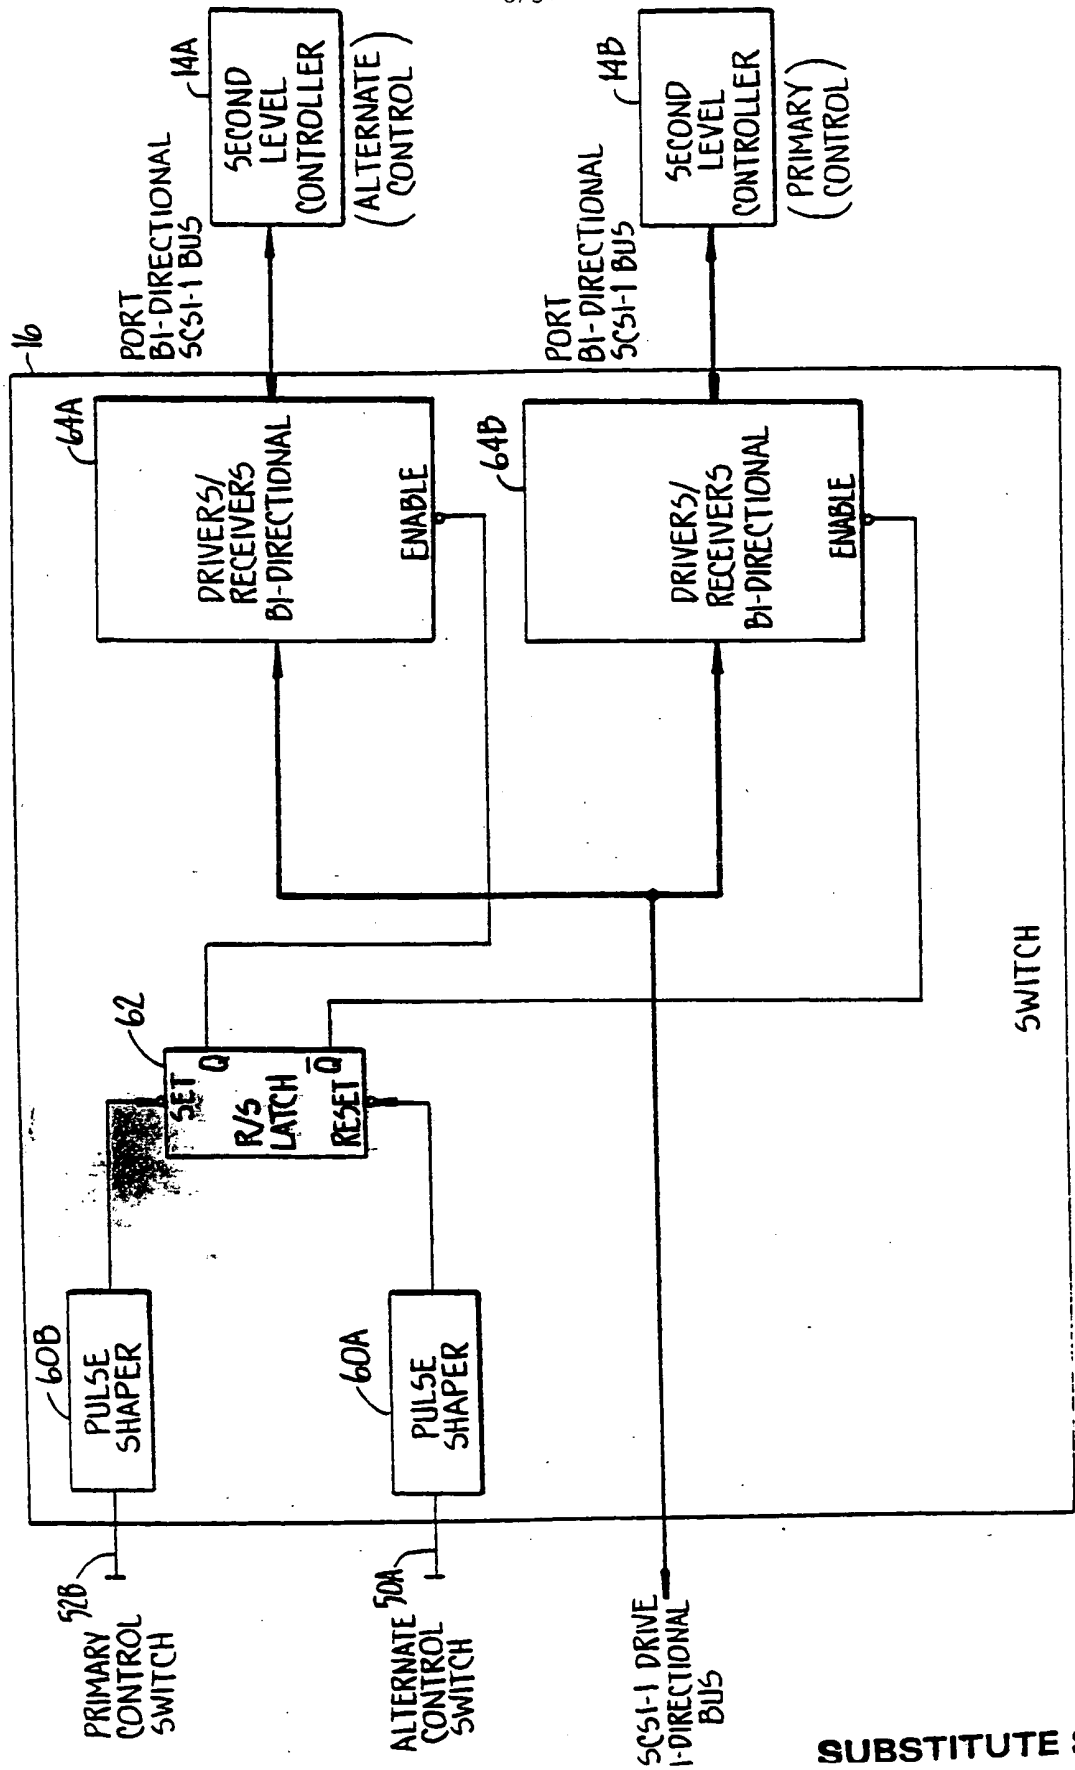 14A
SECOND
LEVEL
CONTROLLER
(ALTERNATE
CONTROL)
PORT
BI-DIRECTIONAL
SCSI-1 BUS
14B
SECOND
LEVEL
CONTROLLER
(PRIMARY
CONTROL)
PORT
BI-DIRECTIONAL
SCSI-1 BUS
16
64A
DRIVERS/
RECEIVERS
BI-DIRECTIONAL
ENABLE
64B
DRIVERS/
RECEIVERS
BI-DIRECTIONAL
ENABLE
62
SET
Q
R/S
LATCH
Q̅
RESET
SWITCH
60B
PULSE
SHAPER
60A
PULSE
SHAPER
52B
PRIMARY
CONTROL
SWITCH
50A
ALTERNATE
CONTROL
SWITCH
SCSI-1 DRIVE
I-DIRECTIONAL
BUS
SUBSTITUTE